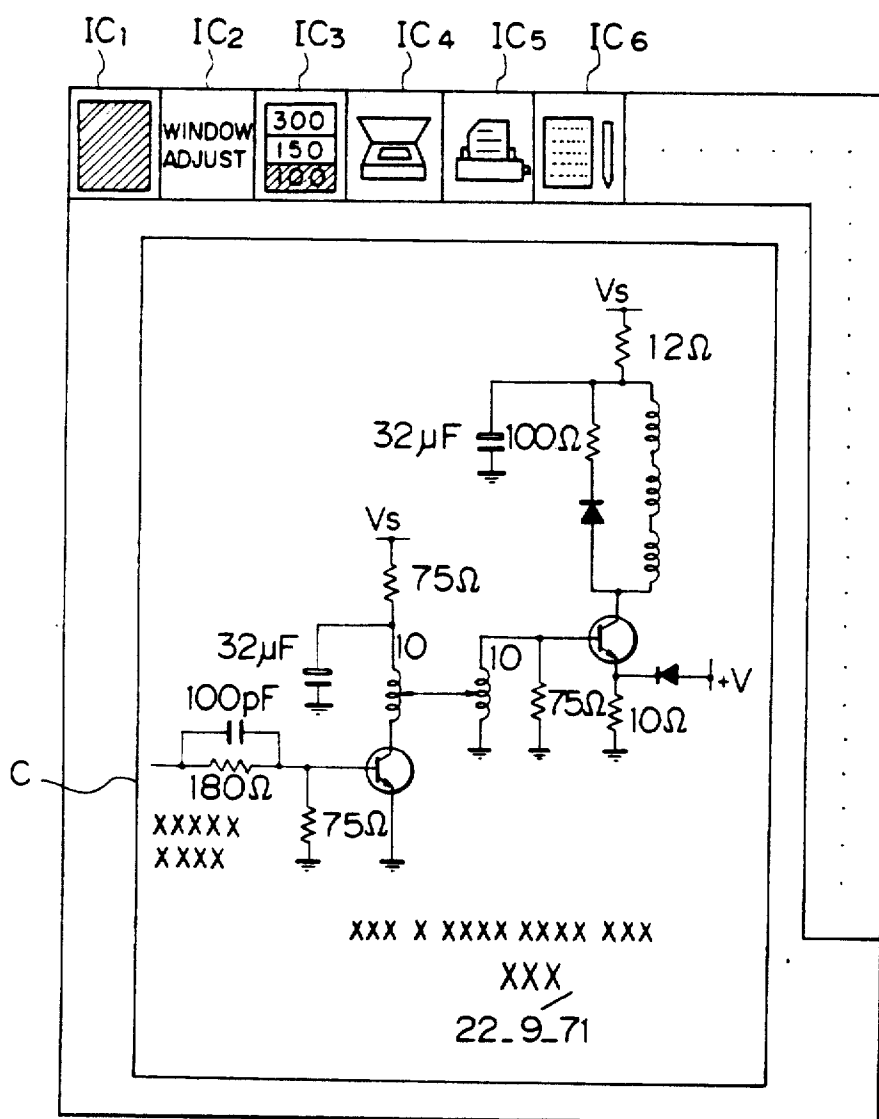 IC1 IC2 IC3 IC4 IC5 IC6
WINDOW
ADJUST
300
150
100
Vs
12Ω
32µF
100Ω
Vs
75Ω
32µF
10
10
100pF
75Ω
10Ω
+V
C
180Ω
75Ω
XXXXX
XXXX
XXX X XXXX XXXX XXX
XXX
22_9_71